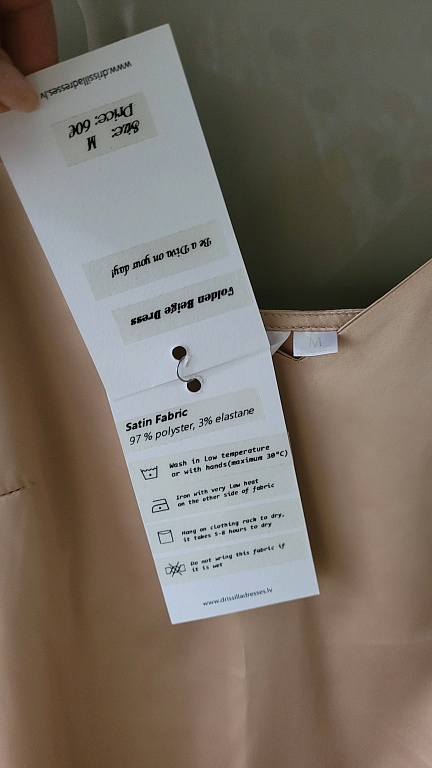 www.drissilladresses.lv
Size: M
Price: 60€
Be a Diva on your day!
Golden Beige Dress
M
Satin Fabric
97 % polyster, 3% elastane
Wash in Low temperature
or with hands(maximum 30°C)
Iron with very low heat
on the other side of fabric
Hang on clothing rack to dry,
it takes 5-8 hours to dry
Do not wring this fabric if
it is wet
www.drissilladresses.lv